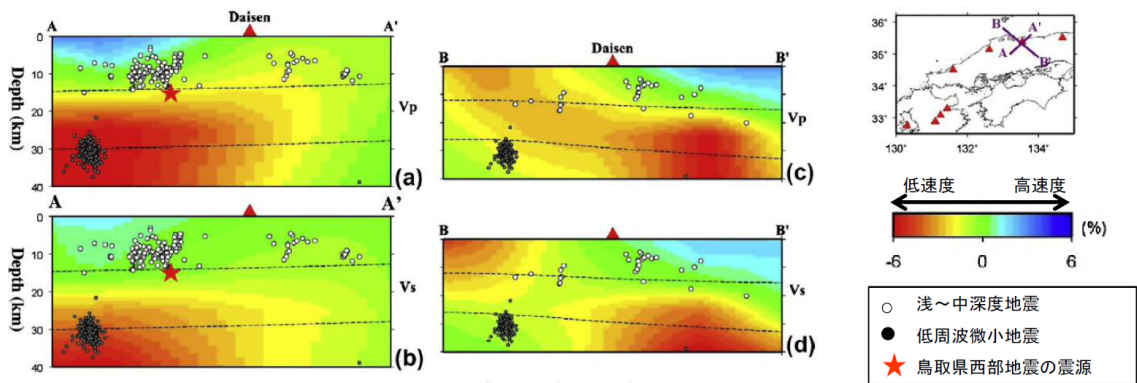 Daisen
A
A'
0
10
20
30
40
Depth (km)
Vp
(a)
A
A’
0
10
20
30
40
Depth (km)
Vs
(b)
Daisen
B
B'
Vp
(c)
B
B'
Vs
(d)
36°
35°
34°
33°
130°
132°
134°
B
A'
A
B'
低速度
高速度
-6
0
6
(%)
浅～中深度地震
低周波微小地震
鳥取県西部地震の震源